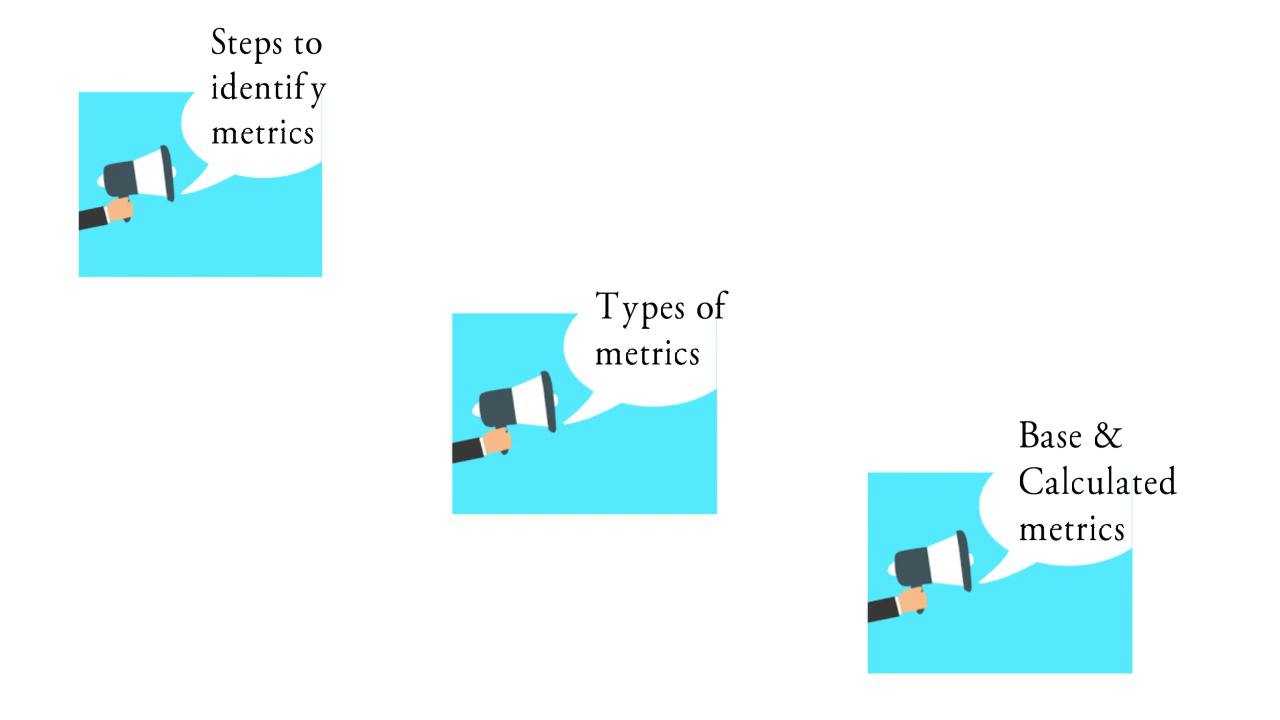 Steps to
identify
metrics
Types of
metrics
Base &
Calculated
metrics